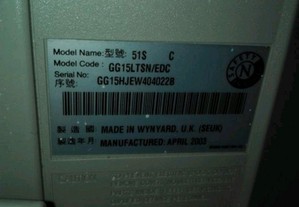 Model Name: 型號: 51S C
Model Code : GG15LTSN/EDC
Serial No:
序號: GG15HJEW404022B
製造國 MADE IN WYNYARD, U.K (SEUK)
製造年月 MANUFACTURED: APRIL 2003